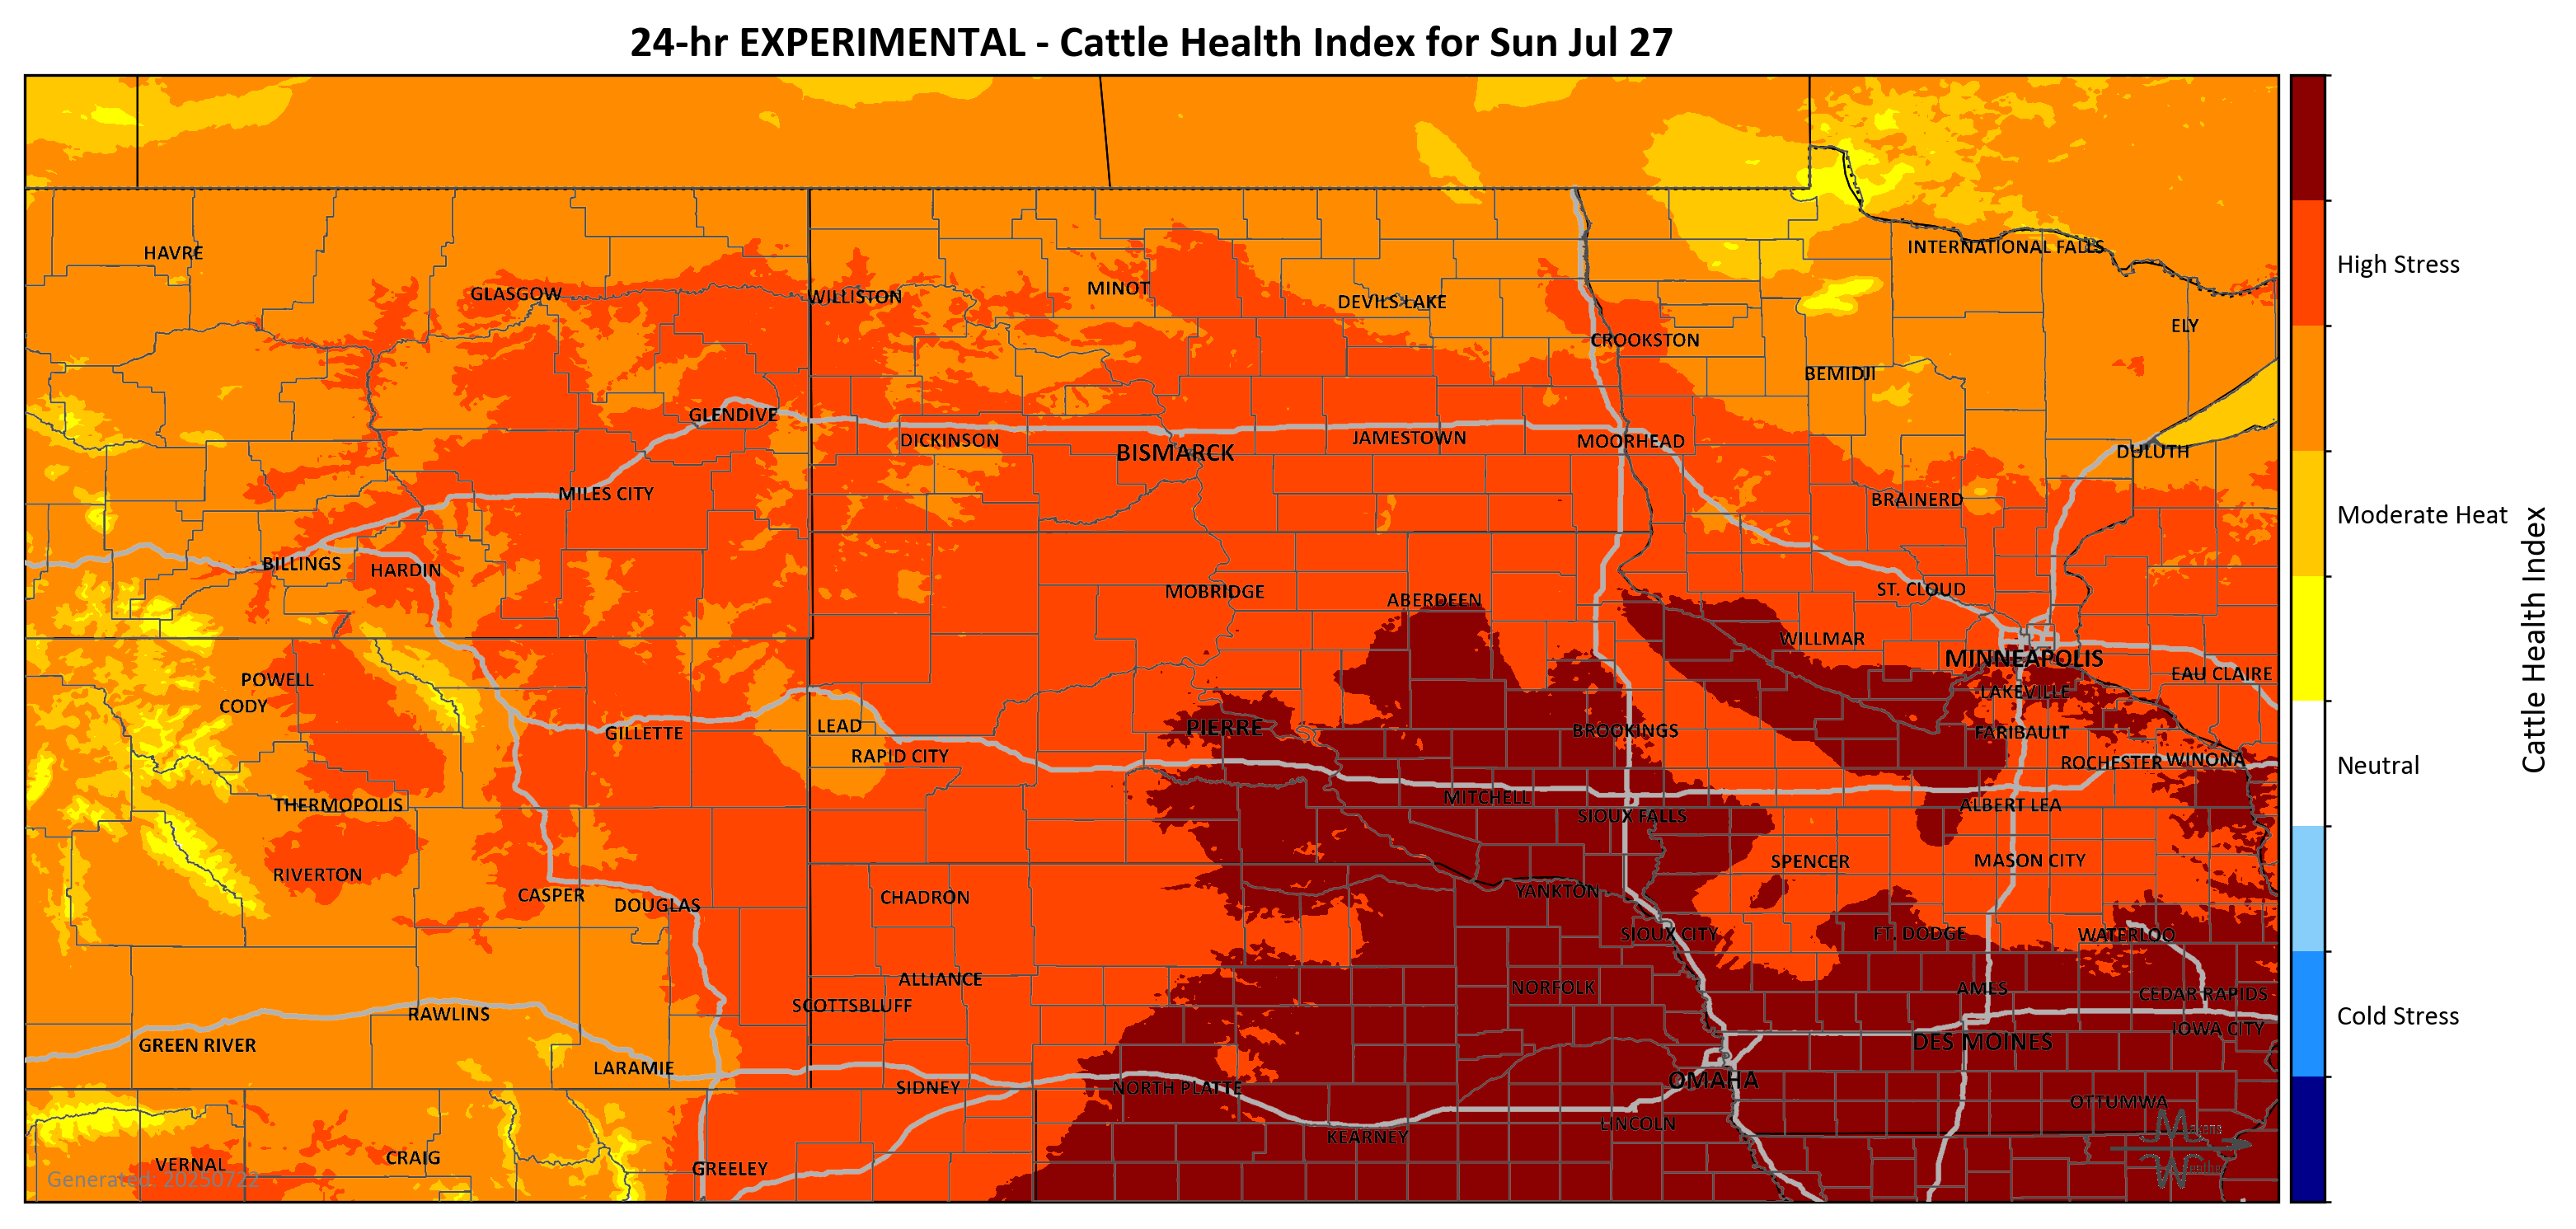 24-hr EXPERIMENTAL - Cattle Health Index for Sun Jul 27
HAVRE
GLASGOW
WILLISTON
MINOT
DEVILS LAKE
CROOKSTON
INTERNATIONAL FALLS
ELY
BEMIDJI
GLENDIVE
DICKINSON
BISMARCK
JAMESTOWN
MOORHEAD
DULUTH
MILES CITY
BRAINERD
BILLINGS
HARDIN
MOBRIDGE
ABERDEEN
ST. CLOUD
WILLMAR
MINNEAPOLIS
EAU CLAIRE
POWELL
CODY
LAKEVILLE
GILLETTE
LEAD
PIERRE
BROOKINGS
FARIBAULT
RAPID CITY
ROCHESTER
WINONA
THERMOPOLIS
MITCHELL
SIOUX FALLS
ALBERT LEA
RIVERTON
SPENCER
MASON CITY
CASPER
DOUGLAS
CHADRON
YANKTON
SIOUX CITY
FT. DODGE
WATERLOO
ALLIANCE
NORFOLK
AMES
CEDAR RAPIDS
SCOTTSBLUFF
RAWLINS
IOWA CITY
GREEN RIVER
DES MOINES
LARAMIE
SIDNEY
NORTH PLATTE
OMAHA
OTTUMWA
LINCOLN
KEARNEY
VERNAL
CRAIG
GREELEY
Generated: 20250722
High Stress
Moderate Heat
Neutral
Cold Stress
Cattle Health Index